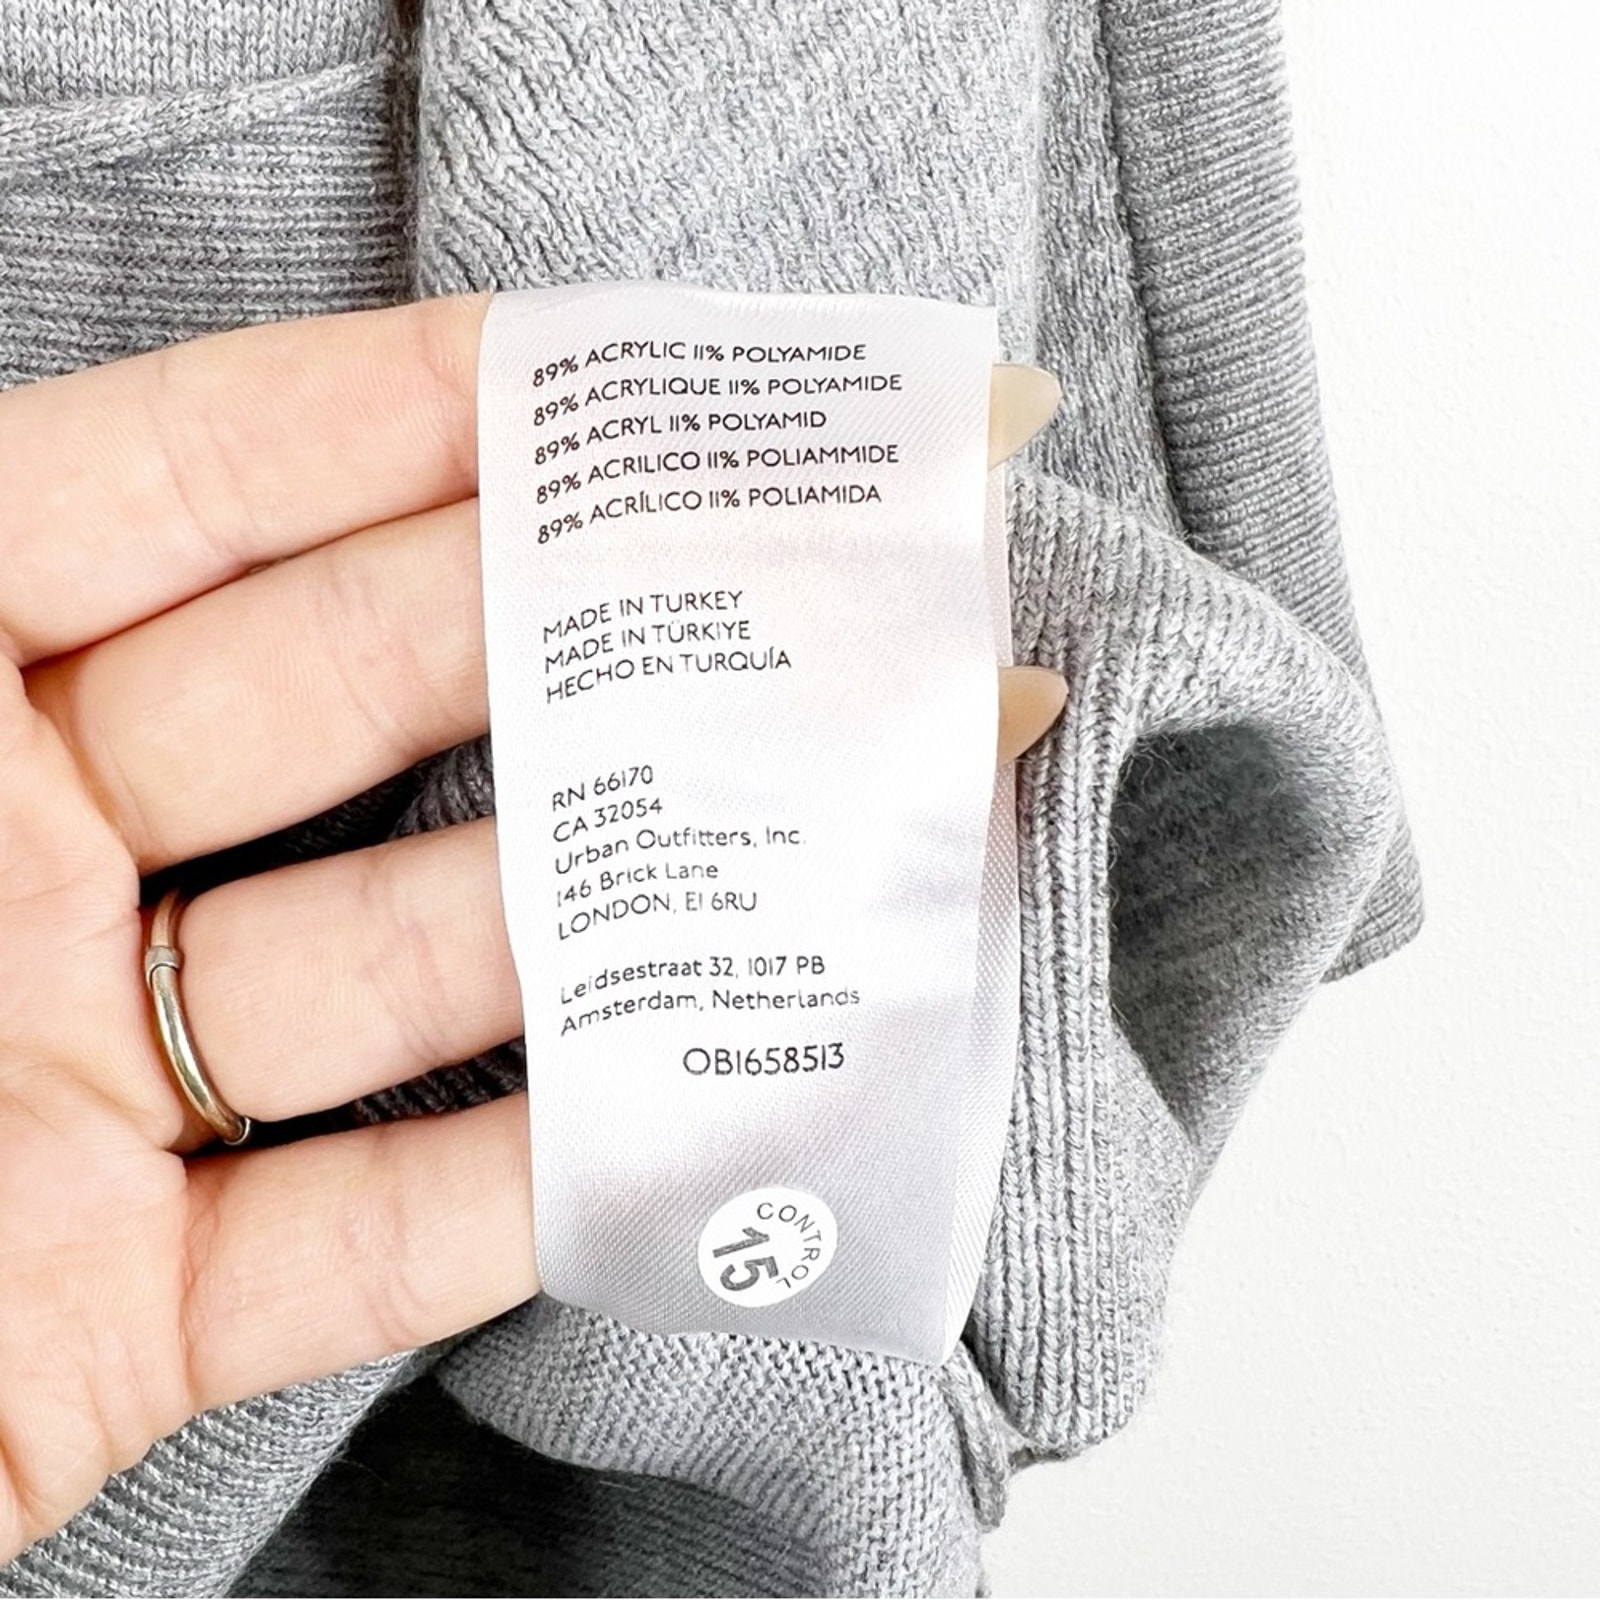 89% ACRYLIC 11% POLYAMIDE
89% ACRYLIQUE 11% POLYAMIDE
89% ACRYL 11% POLYAMID
89% ACRILICO 11% POLIAMMIDE
89% ACRÍLICO 11% POLIAMIDA
MADE IN TURKEY
MADE IN TÜRKIYE
HECHO EN TURQUÍA
RN 66170
CA 32054
Urban Outfitters, Inc.
146 Brick Lane
LONDON, E1 6RU
Leidsestraat 32, 1017 PB
Amsterdam, Netherlands
OB1658513
CONTROL
15